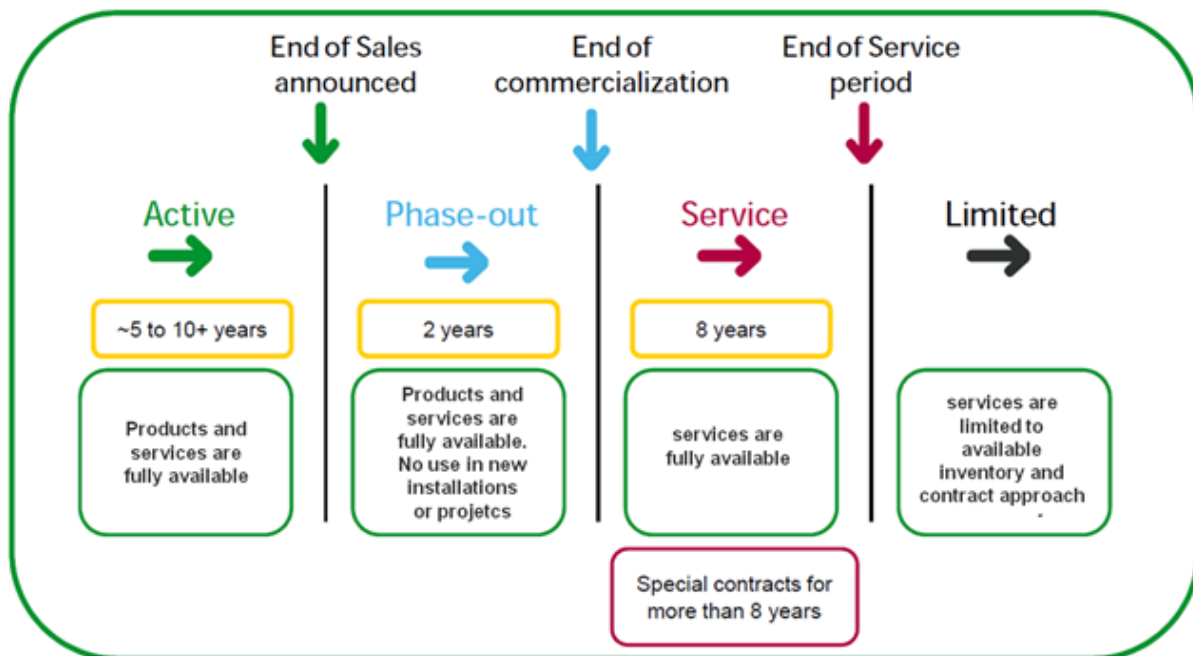 End of Sales
announced
End of
commercialization
End of Service
period
Active
Phase-out
Service
Limited
~5 to 10+ years
2 years
8 years
Products and
services are
fully available
Products and
services are
fully available.
No use in new
installations
or projetcs
services are
fully available
services are
limited to
available
inventory and
contract approach
Special contracts for
more than 8 years